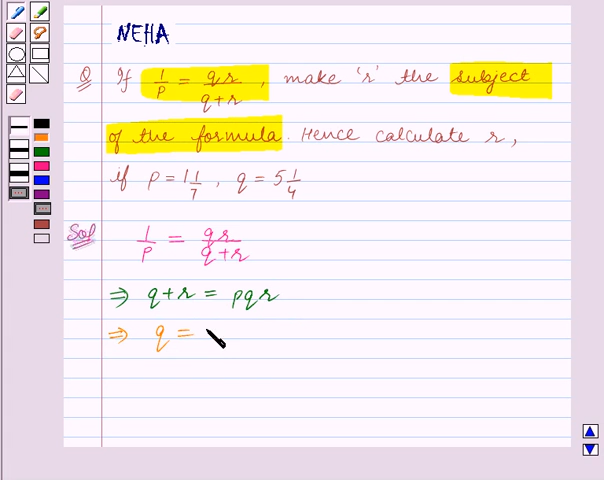 NEHA
Q If 1/p = qr/q+r , make 'r' the subject
of the formula. Hence calculate r,
if p = 1 1/7 , q = 5 1/4
Sol 1/p = qr/q+r
⇒ q+r = pqr
⇒ q =